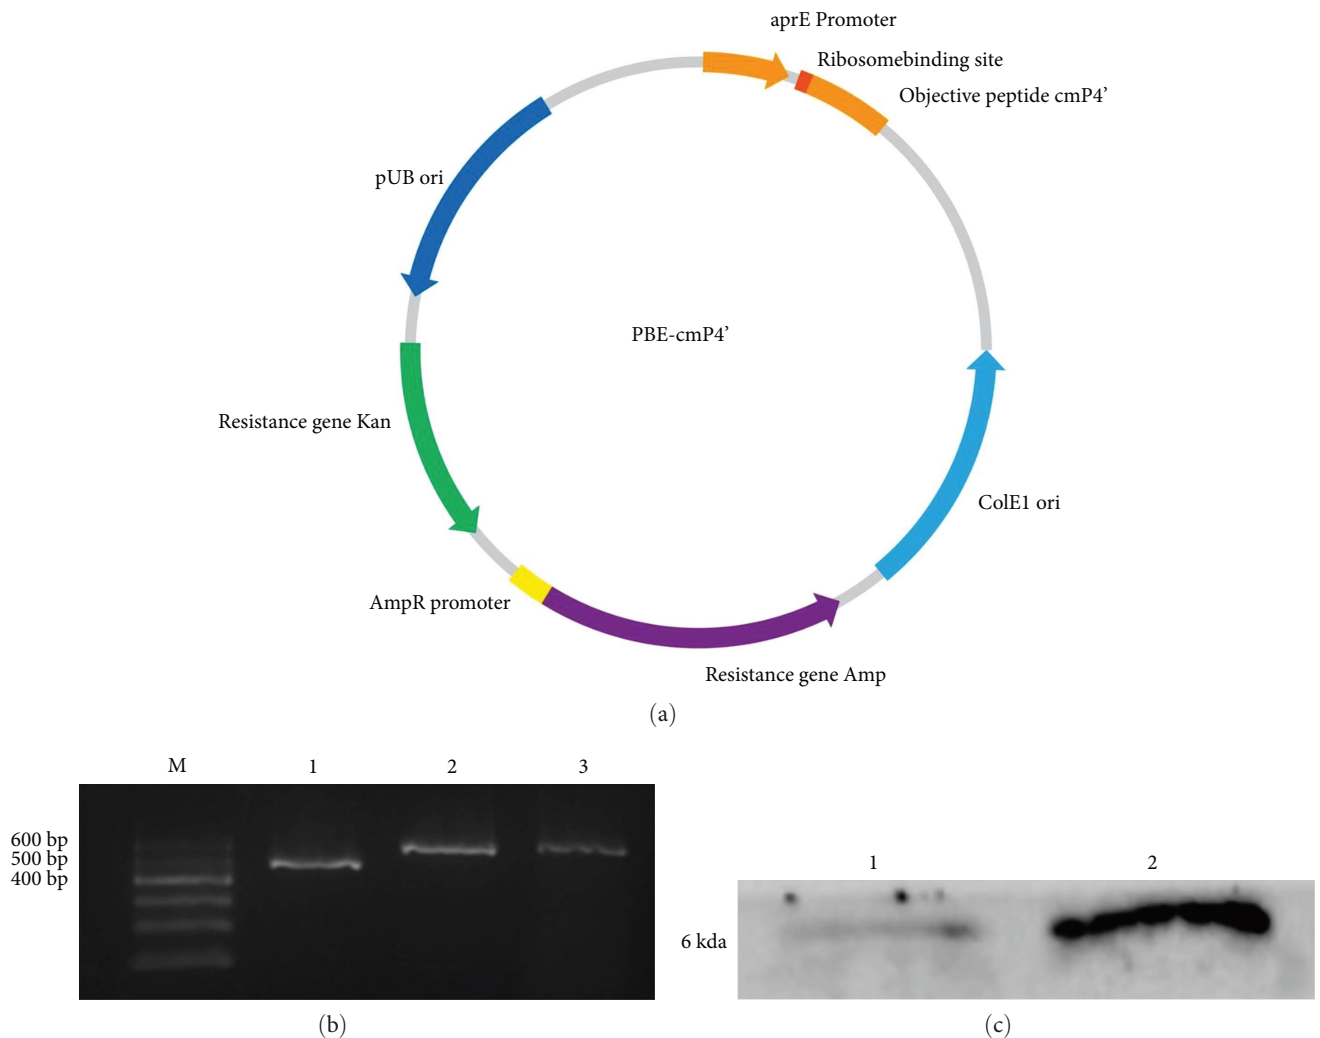 aprE Promoter
Ribosomebinding site
Objective peptide cmP4’
pUB ori
PBE-cmP4’
Resistance gene Kan
ColE1 ori
AmpR promoter
Resistance gene Amp
(a)
M 1 2 3
600 bp
500 bp
400 bp
(b)
1 2
6 kda
(c)